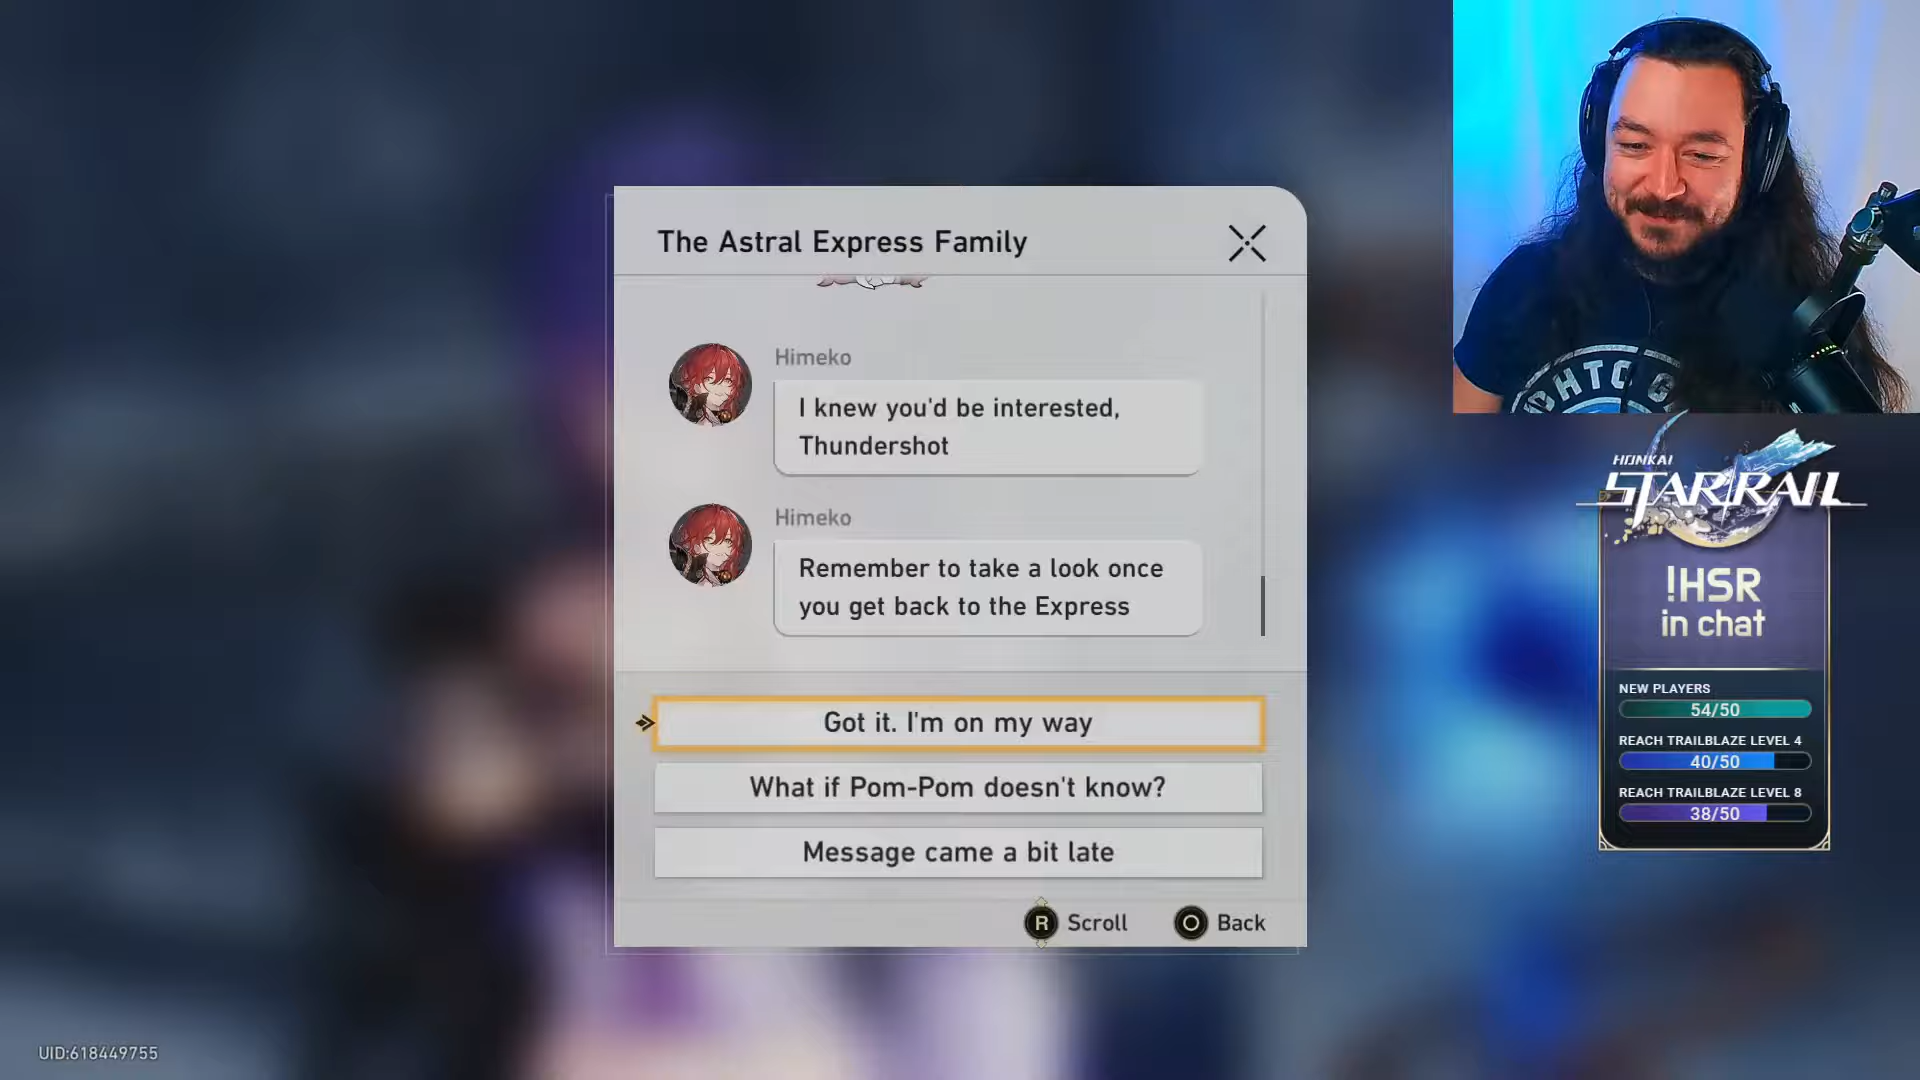 The Astral Express Family
Himeko
I knew you'd be interested,
Thundershot
Himeko
Remember to take a look once
you get back to the Express
Got it. I'm on my way
What if Pom-Pom doesn't know?
Message came a bit late
R Scroll
O Back
UID:618449755
HONKAI
STAR RAIL
!HSR
in chat
NEW PLAYERS
54/50
REACH TRAILBLAZE LEVEL 4
40/50
REACH TRAILBLAZE LEVEL 8
38/50